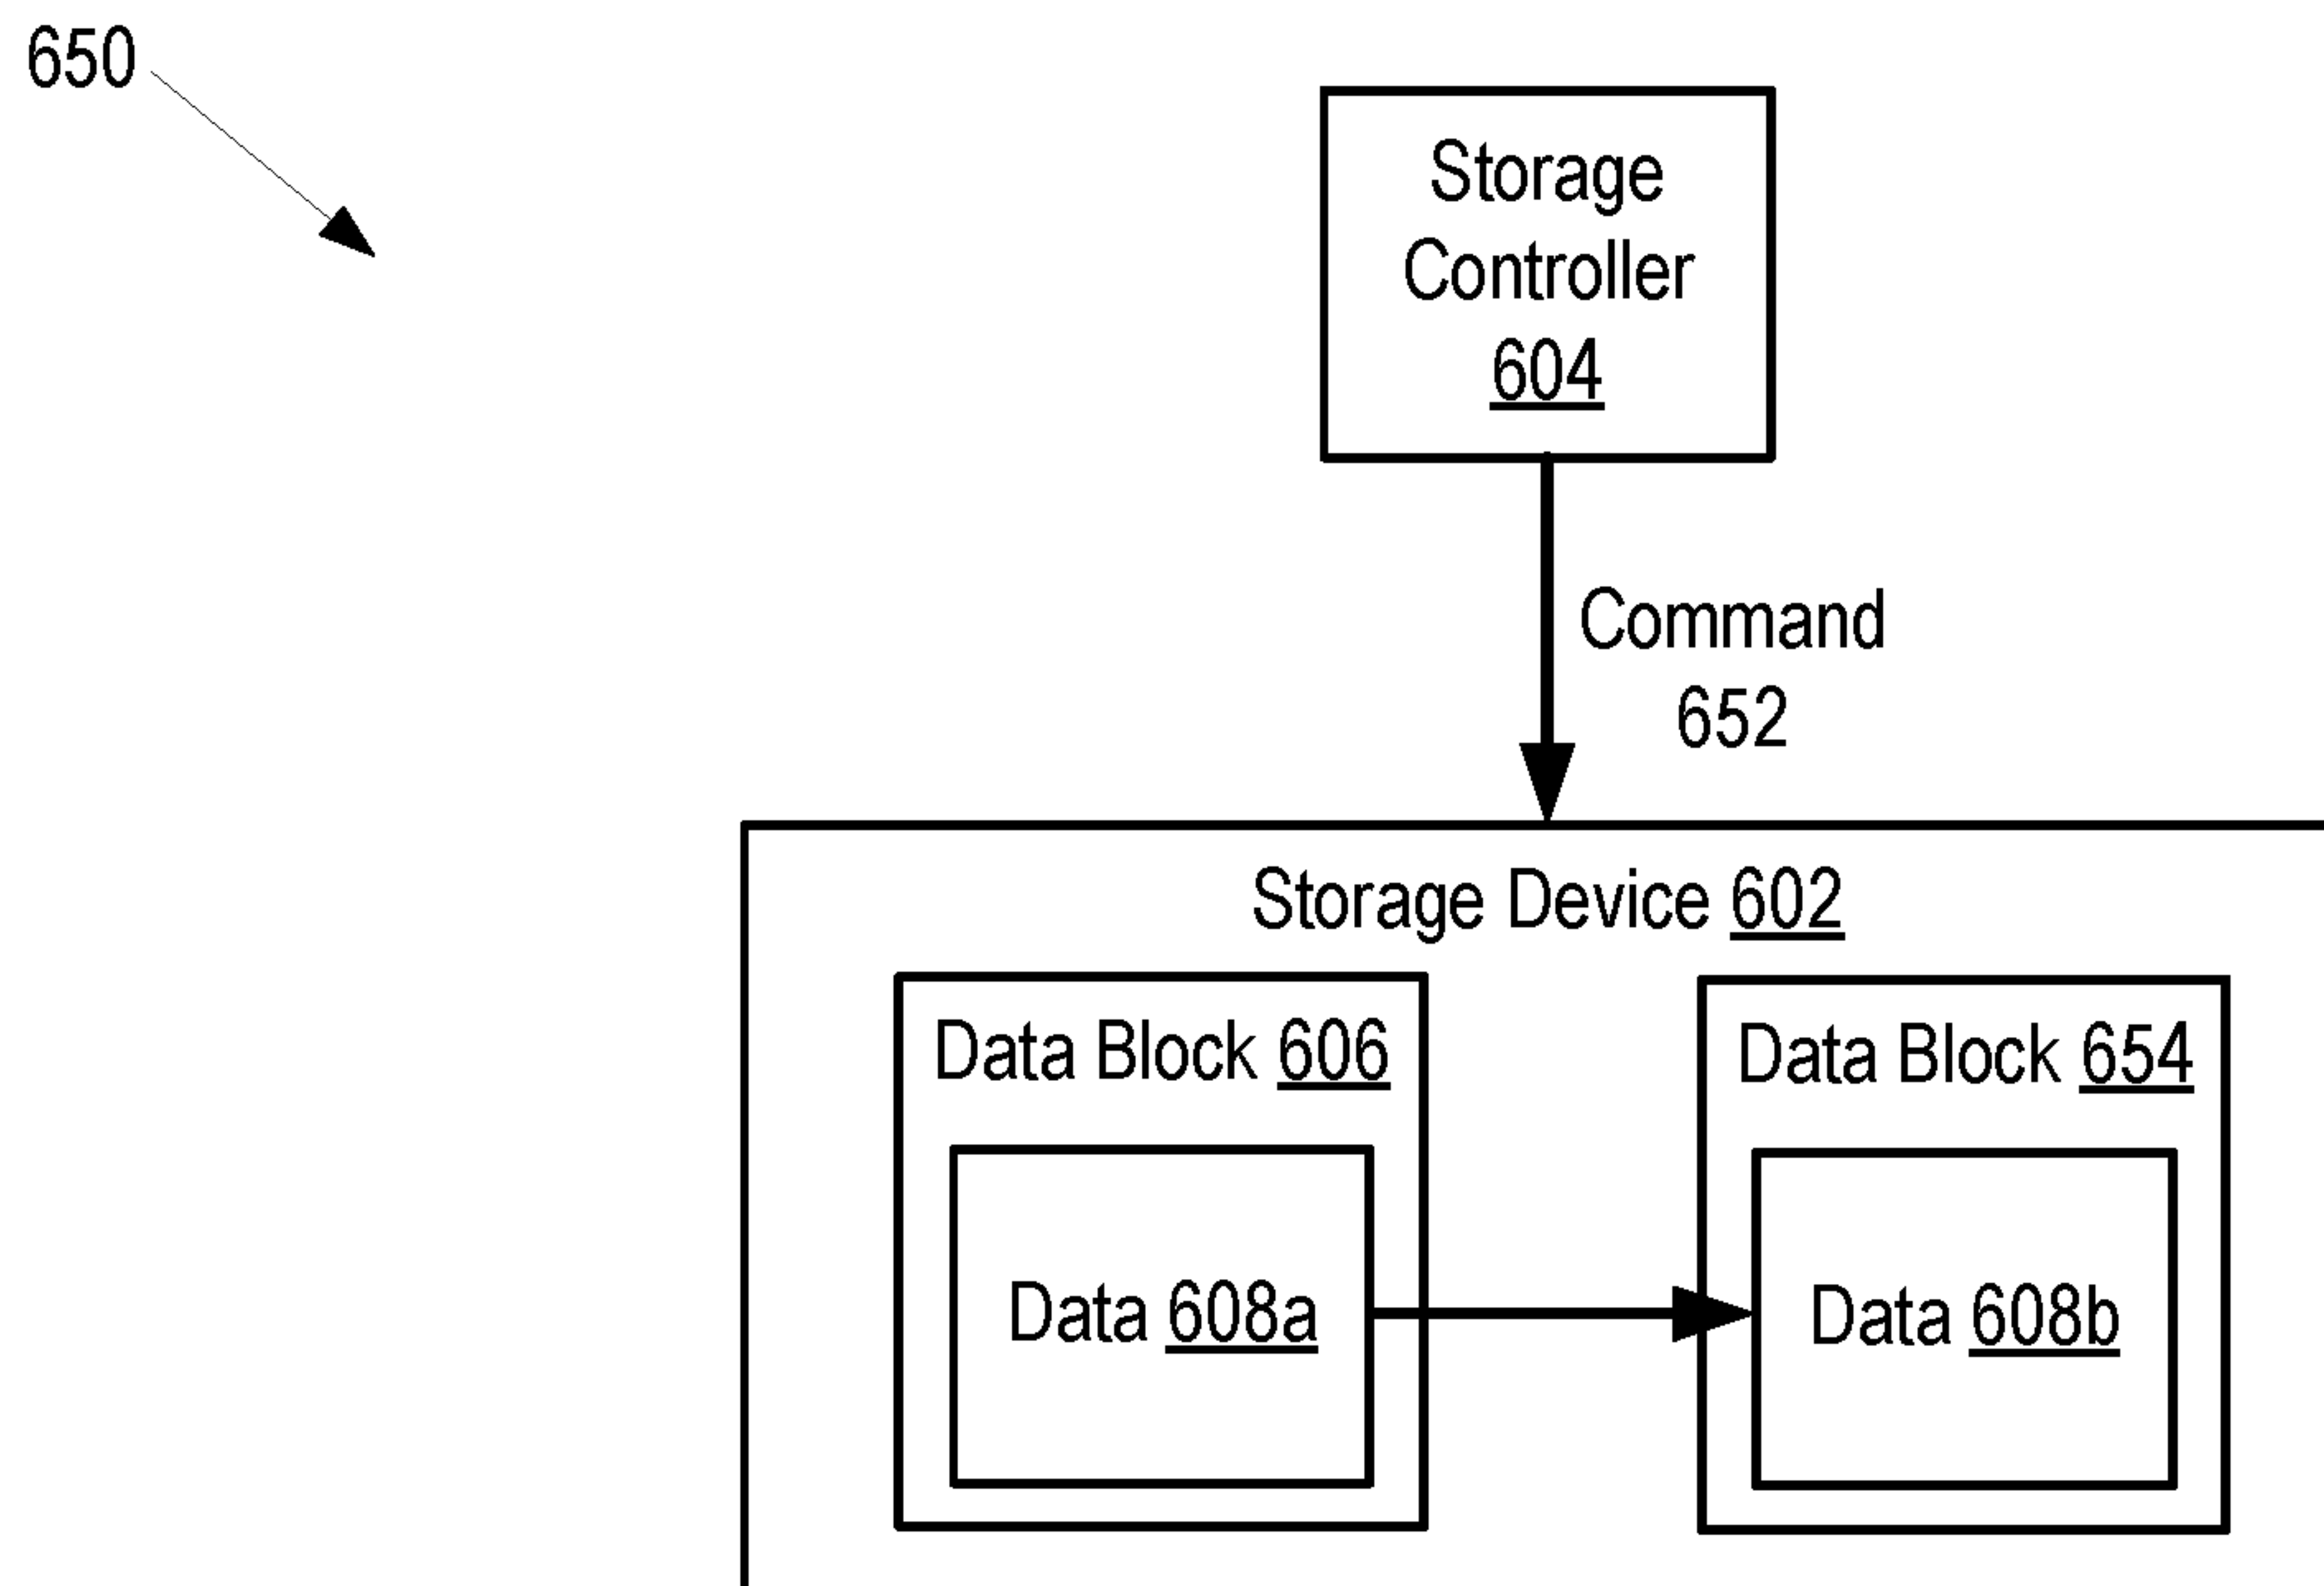 650
Storage
Controller
604
Command
652
Storage Device 602
Data Block 606
Data Block 654
Data 608a
Data 608b